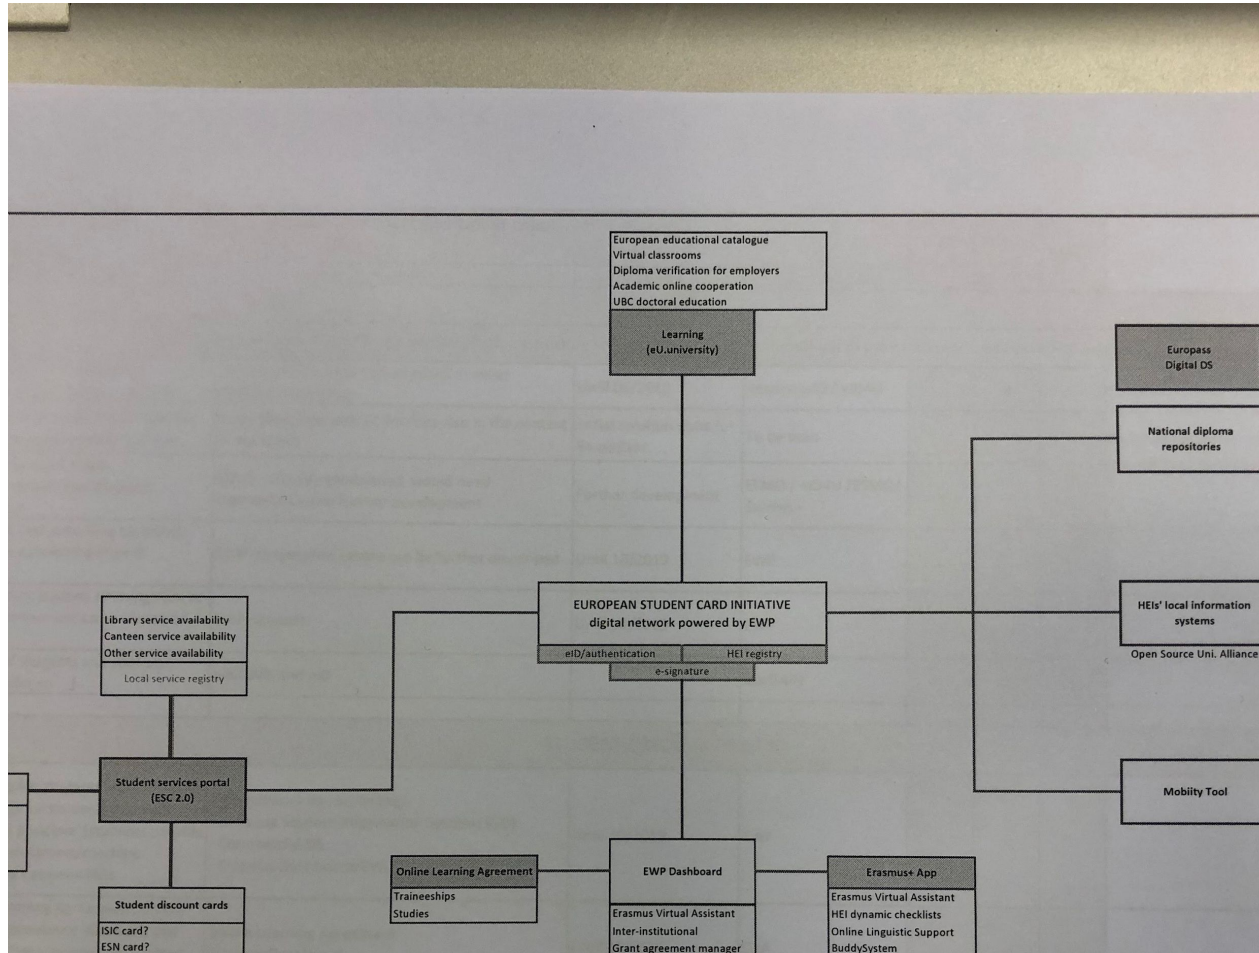 European educational catalogue
Virtual classrooms
Diploma verification for employers
Academic online cooperation
UBC doctoral education
Learning
(eU.university)
Europass
Digital DS
National diploma
repositories
EUROPEAN STUDENT CARD INITIATIVE
digital network powered by EWP
eID/authentication
HEI registry
e-signature
HEIs' local information
systems
Open Source Uni. Alliance
Library service availability
Canteen service availability
Other service availability
Local service registry
Student services portal
(ESC 2.0)
Mobiity Tool
Online Learning Agreement
Traineeships
Studies
EWP Dashboard
Erasmus Virtual Assistant
Inter-institutional
Grant agreement manager
Erasmus+ App
Erasmus Virtual Assistant
HEI dynamic checklists
Online Linguistic Support
BuddySystem
Student discount cards
ISIC card?
ESN card?